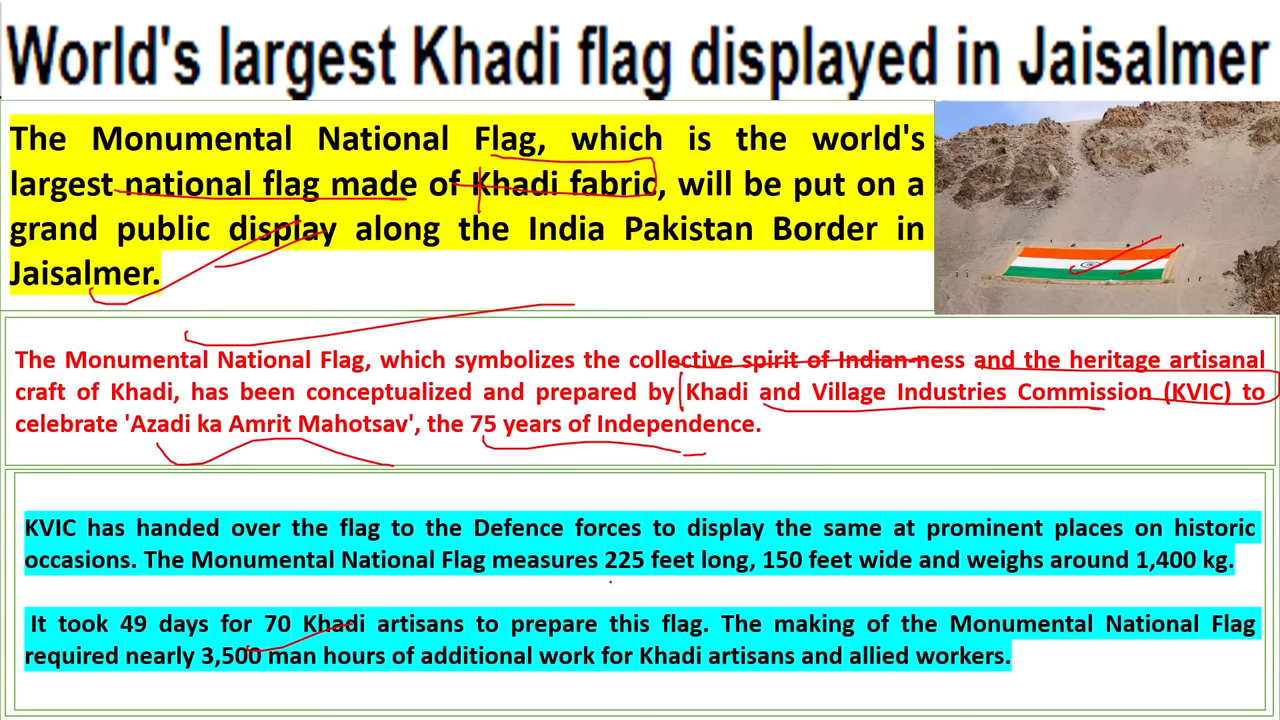 World's largest Khadi flag displayed in Jaisalmer
The Monumental National Flag, which is the world's
largest national flag made of Khadi fabric, will be put on a
grand public display along the India Pakistan Border in
Jaisalmer.
The Monumental National Flag, which symbolizes the collective spirit of Indian-ness and the heritage artisanal
craft of Khadi, has been conceptualized and prepared by Khadi and Village Industries Commission (KVIC) to
celebrate 'Azadi ka Amrit Mahotsav', the 75 years of Independence.
KVIC has handed over the flag to the Defence forces to display the same at prominent places on historic
occasions. The Monumental National Flag measures 225 feet long, 150 feet wide and weighs around 1,400 kg.
It took 49 days for 70 Khadi artisans to prepare this flag. The making of the Monumental National Flag
required nearly 3,500 man hours of additional work for Khadi artisans and allied workers.